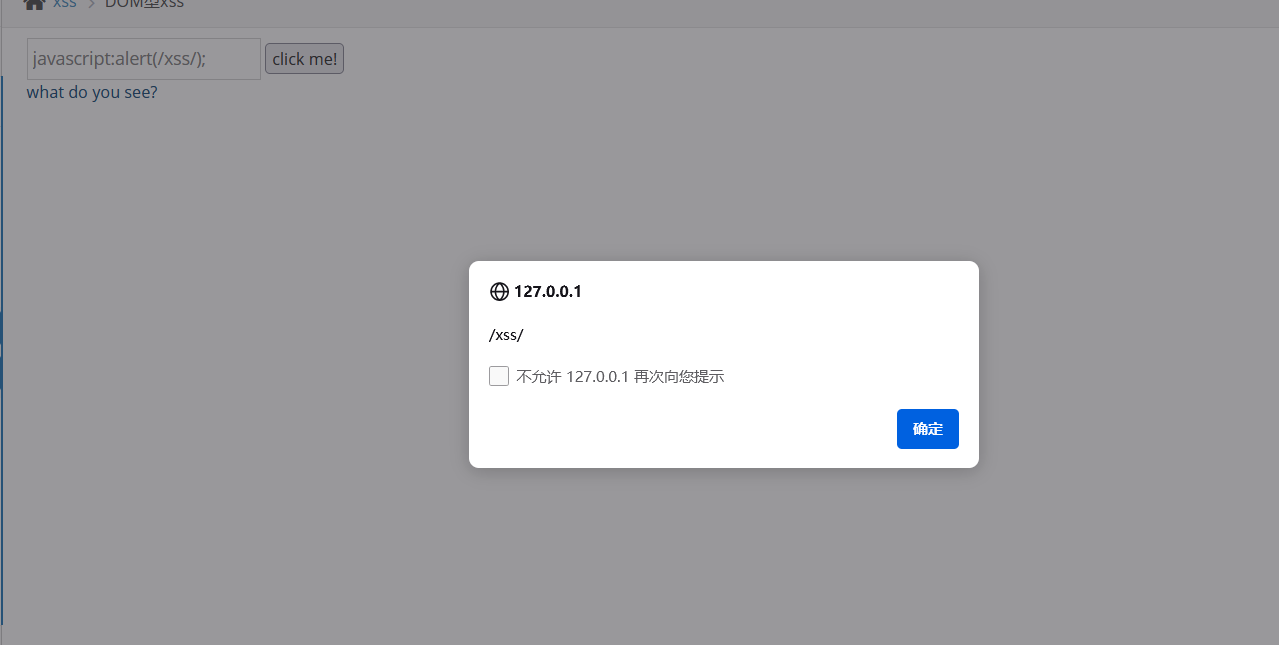 xss > DOM型xss
javascript:alert(/xss/); click me!
what do you see?
127.0.0.1
/xss/
不允许 127.0.0.1 再次向您提示
确定